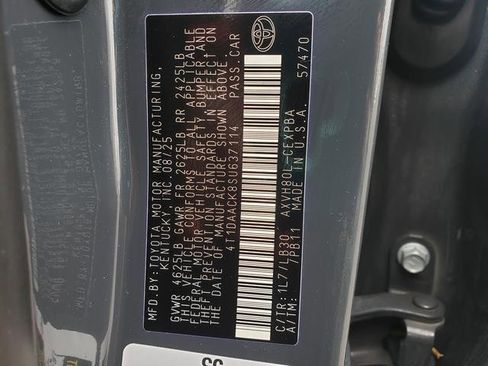 MFD. BY: TOYOTA MOTOR MANUFACTURING,
KENTUCKY, INC. 08/25
GVWR 4625LB GAWR FR 2625LB RR 2425LB
THIS VEHICLE CONFORMS TO ALL APPLICABLE
FEDERAL MOTOR VEHICLE SAFETY BUMPER AND
THEFT PREVENTION STANDARDS IN EFFECT ON
THE DATE OF MANUFACTURE SHOWN ABOVE.
4T1DAACK8SU637114 PASS.CAR
C/TR:1L7/LB30 AXVH80L-CEXPBA
A/TM: /PB11 MADE IN U.S.A.
57470